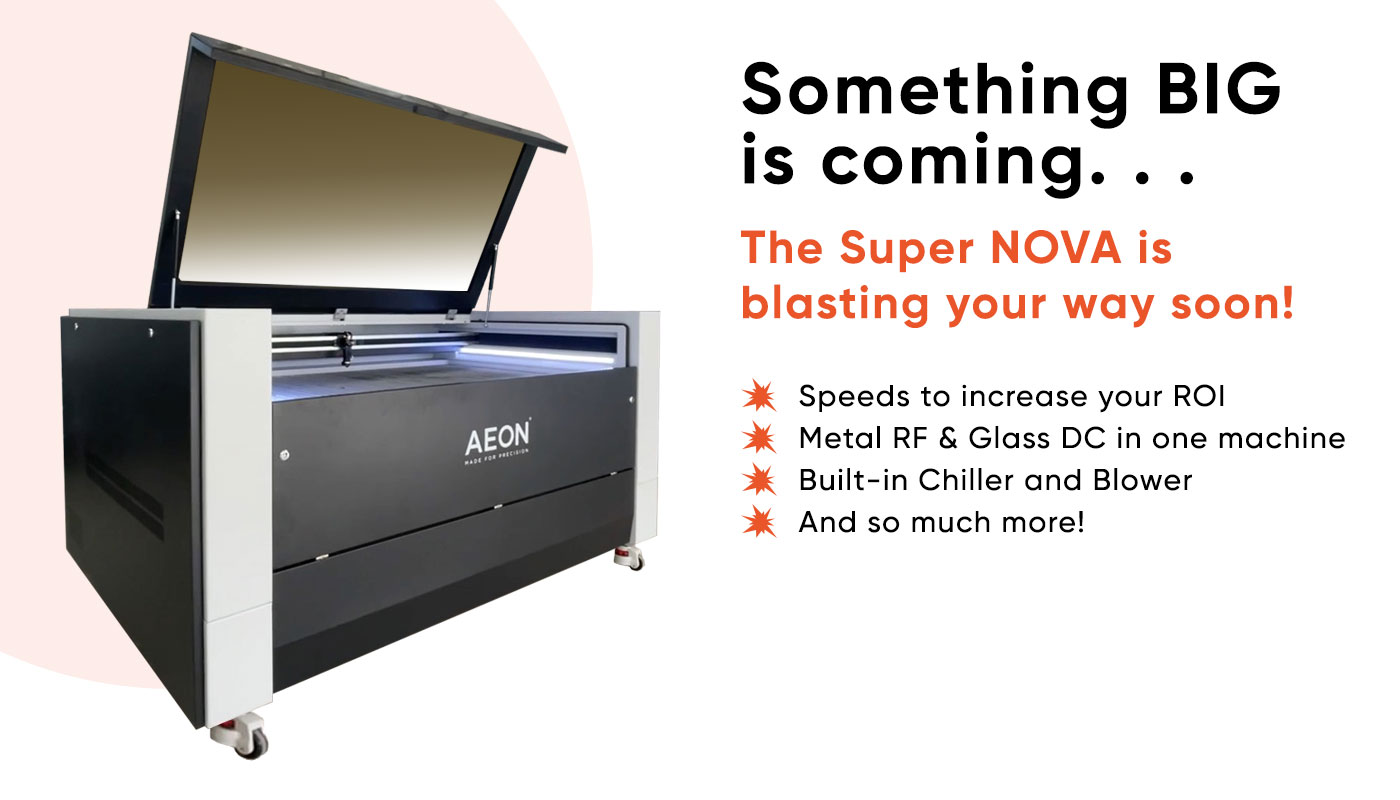 Something BIG
is coming. . .
The Super NOVA is
blasting your way soon!
Speeds to increase your ROI
Metal RF & Glass DC in one machine
Built-in Chiller and Blower
And so much more!
AEON
MADE FOR PRECISION